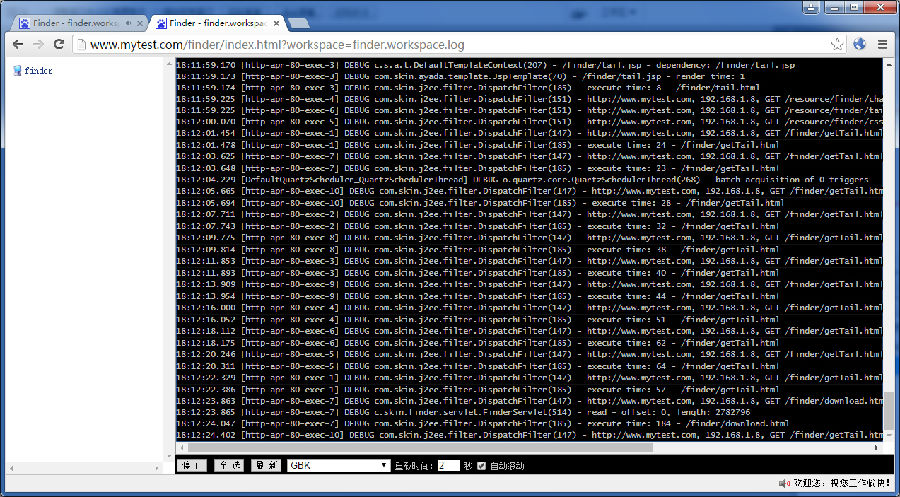 Finder - finder.works
Finder - finder.workspa
www.mytest.com/finder/index.html?workspace=finder.workspace.log
finder
18:11:59.170 [http-apr-80-exec-3] DEBUG c.s.a.t.DefaultTemplateContext(207) - /finder/tail.jsp - dependency: /finder/tail.jsp
18:11:59.173 [http-apr-80-exec-3] DEBUG com.skin.ayada.template.JspTemplate(70) - /finder/tail.jsp - render time: 1
18:11:59.174 [http-apr-80-exec-3] DEBUG com.skin.j2ee.filter.DispatchFilter(185) - execute time: 8 - /finder/tail.html
18:11:59.225 [http-apr-80-exec-4] DEBUG com.skin.j2ee.filter.DispatchFilter(151) - http://www.mytest.com, 192.168.1.8, GET /resource/finder/cha
18:11:59.225 [http-apr-80-exec-6] DEBUG com.skin.j2ee.filter.DispatchFilter(151) - http://www.mytest.com, 192.168.1.8, GET /resource/finder/tai
18:12:00.070 [http-apr-80-exec-5] DEBUG com.skin.j2ee.filter.DispatchFilter(151) - http://www.mytest.com, 192.168.1.8, GET /resource/finder/css
18:12:01.454 [http-apr-80-exec-1] DEBUG com.skin.j2ee.filter.DispatchFilter(147) - http://www.mytest.com, 192.168.1.8, GET /finder/getTail.html
18:12:01.478 [http-apr-80-exec-1] DEBUG com.skin.j2ee.filter.DispatchFilter(185) - execute time: 24 - /finder/getTail.html
18:12:03.625 [http-apr-80-exec-7] DEBUG com.skin.j2ee.filter.DispatchFilter(147) - http://www.mytest.com, 192.168.1.8, GET /finder/getTail.html
18:12:03.648 [http-apr-80-exec-7] DEBUG com.skin.j2ee.filter.DispatchFilter(185) - execute time: 23 - /finder/getTail.html
18:12:04.229 [DefaultQuartzScheduler_QuartzSchedulerThread] DEBUG o.quartz.core.QuartzSchedulerThread(268) - batch acquisition of 0 triggers
18:12:05.665 [http-apr-80-exec-10] DEBUG com.skin.j2ee.filter.DispatchFilter(147) - http://www.mytest.com, 192.168.1.8, GET /finder/getTail.htm
18:12:05.694 [http-apr-80-exec-10] DEBUG com.skin.j2ee.filter.DispatchFilter(185) - execute time: 28 - /finder/getTail.html
18:12:07.711 [http-apr-80-exec-2] DEBUG com.skin.j2ee.filter.DispatchFilter(147) - http://www.mytest.com, 192.168.1.8, GET /finder/getTail.html
18:12:07.743 [http-apr-80-exec-2] DEBUG com.skin.j2ee.filter.DispatchFilter(185) - execute time: 32 - /finder/getTail.html
18:12:09.775 [http-apr-80-exec-8] DEBUG com.skin.j2ee.filter.DispatchFilter(147) - http://www.mytest.com, 192.168.1.8, GET /finder/getTail.html
18:12:09.814 [http-apr-80-exec-8] DEBUG com.skin.j2ee.filter.DispatchFilter(185) - execute time: 38 - /finder/getTail.html
18:12:11.853 [http-apr-80-exec-3] DEBUG com.skin.j2ee.filter.DispatchFilter(147) - http://www.mytest.com, 192.168.1.8, GET /finder/getTail.html
18:12:11.893 [http-apr-80-exec-3] DEBUG com.skin.j2ee.filter.DispatchFilter(185) - execute time: 40 - /finder/getTail.html
18:12:13.909 [http-apr-80-exec-9] DEBUG com.skin.j2ee.filter.DispatchFilter(147) - http://www.mytest.com, 192.168.1.8, GET /finder/getTail.html
18:12:13.954 [http-apr-80-exec-9] DEBUG com.skin.j2ee.filter.DispatchFilter(185) - execute time: 44 - /finder/getTail.html
18:12:16.000 [http-apr-80-exec-4] DEBUG com.skin.j2ee.filter.DispatchFilter(147) - http://www.mytest.com, 192.168.1.8, GET /finder/getTail.html
18:12:16.052 [http-apr-80-exec-4] DEBUG com.skin.j2ee.filter.DispatchFilter(185) - execute time: 51 - /finder/getTail.html
18:12:18.112 [http-apr-80-exec-6] DEBUG com.skin.j2ee.filter.DispatchFilter(147) - http://www.mytest.com, 192.168.1.8, GET /finder/getTail.html
18:12:18.175 [http-apr-80-exec-6] DEBUG com.skin.j2ee.filter.DispatchFilter(185) - execute time: 62 - /finder/getTail.html
18:12:20.246 [http-apr-80-exec-5] DEBUG com.skin.j2ee.filter.DispatchFilter(147) - http://www.mytest.com, 192.168.1.8, GET /finder/getTail.html
18:12:20.311 [http-apr-80-exec-5] DEBUG com.skin.j2ee.filter.DispatchFilter(185) - execute time: 64 - /finder/getTail.html
18:12:22.329 [http-apr-80-exec-1] DEBUG com.skin.j2ee.filter.DispatchFilter(147) - http://www.mytest.com, 192.168.1.8, GET /finder/getTail.html
18:12:22.386 [http-apr-80-exec-1] DEBUG com.skin.j2ee.filter.DispatchFilter(185) - execute time: 57 - /finder/getTail.html
18:12:23.863 [http-apr-80-exec-7] DEBUG com.skin.j2ee.filter.DispatchFilter(147) - http://www.mytest.com, 192.168.1.8, GET /finder/download.htm
18:12:23.865 [http-apr-80-exec-7] DEBUG c.skin.finder.servlet.FinderServlet(514) - read - offset: 0, length: 2782796
18:12:24.047 [http-apr-80-exec-7] DEBUG com.skin.j2ee.filter.DispatchFilter(185) - execute time: 184 - /finder/download.html
18:12:24.402 [http-apr-80-exec-10] DEBUG com.skin.j2ee.filter.DispatchFilter(147) - http://www.mytest.com, 192.168.1.8, GET /finder/getTail.htm
GBK 2 秒 自动滚动
欢迎您：祝您工作愉快!